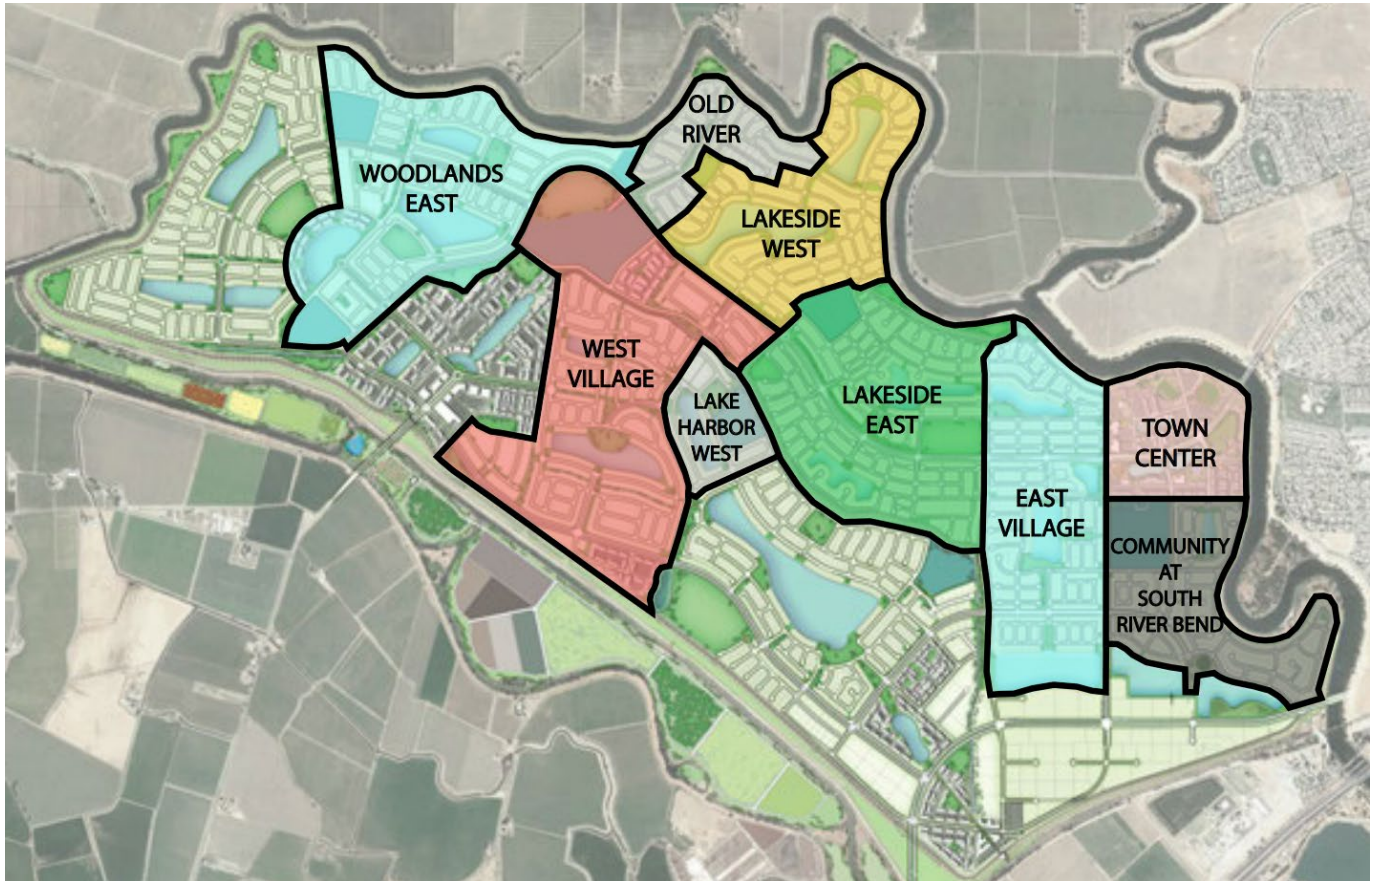 OLD
RIVER
WOODLANDS
EAST
LAKESIDE
WEST
WEST
VILLAGE
LAKE
HARBOR
WEST
LAKESIDE
EAST
TOWN
CENTER
EAST
VILLAGE
COMMUNITY
AT
SOUTH
RIVER BEND